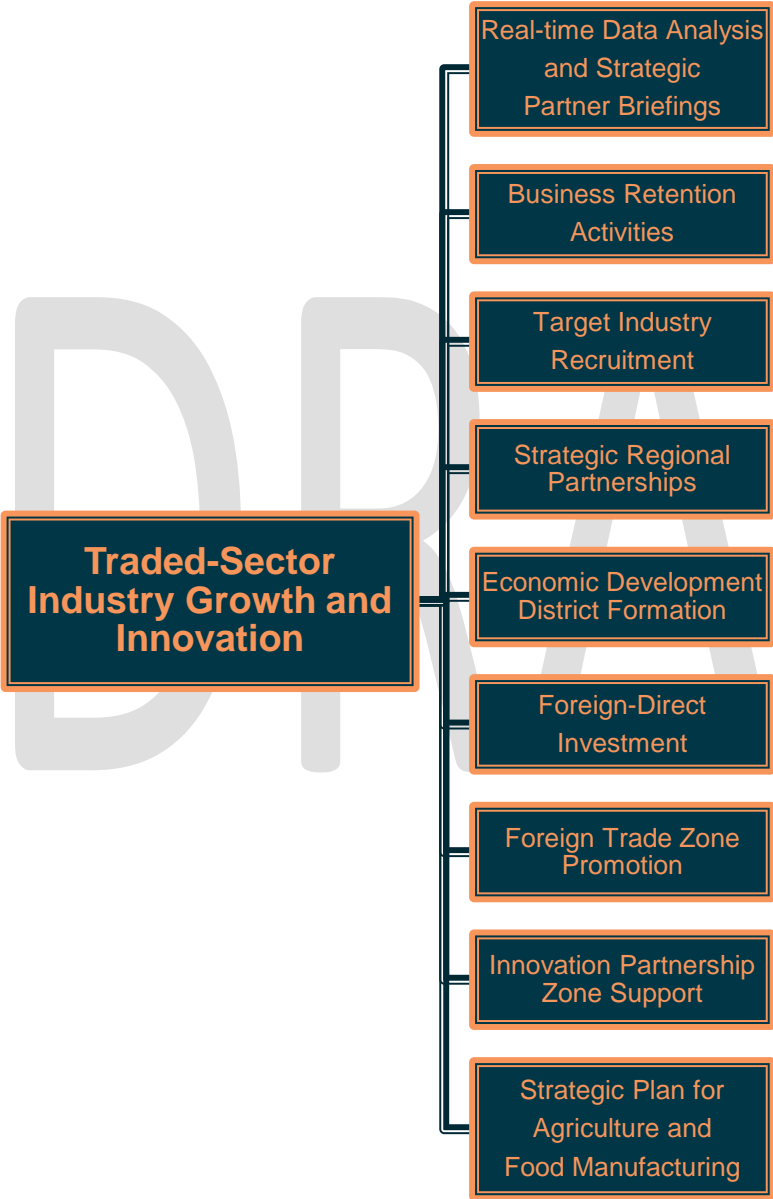 Real-time Data Analysis
and Strategic
Partner Briefings
Business Retention
Activities
Target Industry
Recruitment
Strategic Regional
Partnerships
Traded-Sector
Industry Growth and
Innovation
Economic Development
District Formation
Foreign-Direct
Investment
Foreign Trade Zone
Promotion
Innovation Partnership
Zone Support
Strategic Plan for
Agriculture and
Food Manufacturing
DRA